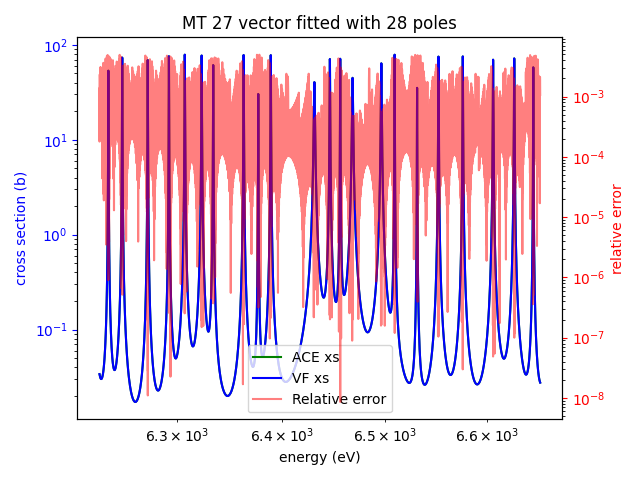 MT 27 vector fitted with 28 poles
cross section (b)
10² 10¹ 10⁰ 10⁻¹
10⁻³ 10⁻⁴ 10⁻⁵ 10⁻⁶ 10⁻⁷ 10⁻⁸
relative error
ACE xs
VF xs
Relative error
6.3 × 10³ 6.4 × 10³ 6.5 × 10³ 6.6 × 10³
energy (eV)